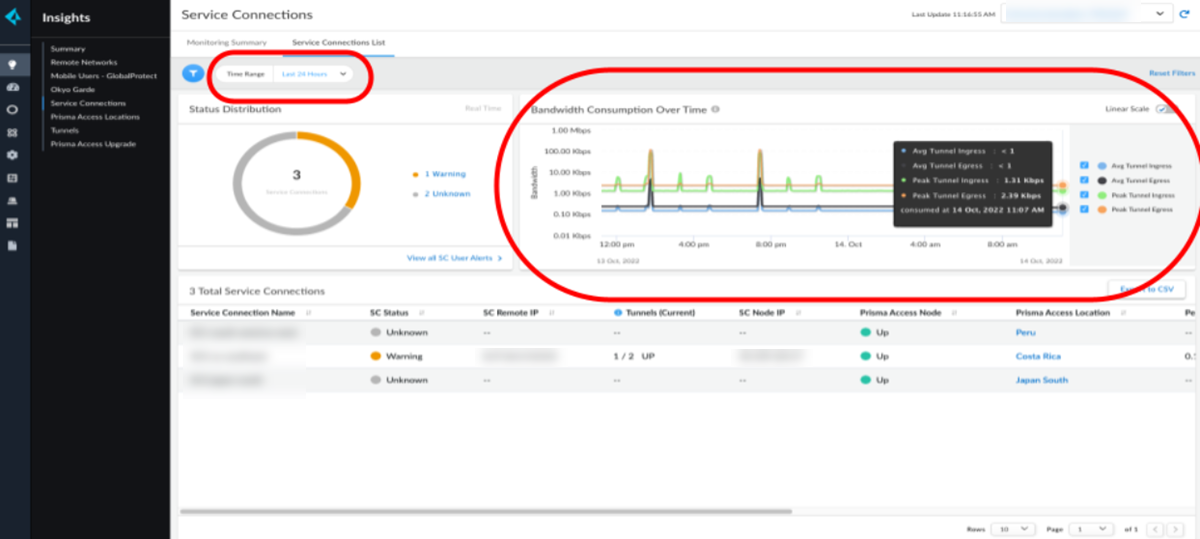 Insights
Summary
Remote Networks
Mobile Users - GlobalProtect
Okyo Garde
Service Connections
Prisma Access Locations
Tunnels
Prisma Access Upgrade
Service Connections
Last Update 11:16:55 AM
Monitoring Summary Service Connections List
Time Range Last 24 Hours
Reset Filters
Status Distribution Real Time
3
Service Connections
1 Warning
2 Unknown
View all SC User Alerts
Bandwidth Consumption Over Time
Linear Scale
Bandwidth
1.00 Mbps
100.00 Kbps
10.00 Kbps
1.00 Kbps
0.10 Kbps
0.01 Kbps
12:00 pm 4:00 pm 8:00 pm 14. Oct 4:00 am 8:00 am
13 Oct, 2022 14 Oct, 2022
Avg Tunnel Ingress : < 1
Avg Tunnel Egress : < 1
Peak Tunnel Ingress : 1.31 Kbps
Peak Tunnel Egress : 2.39 Kbps
consumed at 14 Oct, 2022 11:07 AM
Avg Tunnel Ingress
Avg Tunnel Egress
Peak Tunnel Ingress
Peak Tunnel Egress
3 Total Service Connections
Export to CSV
Service Connection Name SC Status SC Remote IP Tunnels (Current) SC Node IP Prisma Access Node Prisma Access Location Pe
Unknown -- -- -- Up Peru --
Warning 1 / 2 UP Up Costa Rica 0.
Unknown -- -- -- Up Japan South --
Rows 10 Page 1 of 1